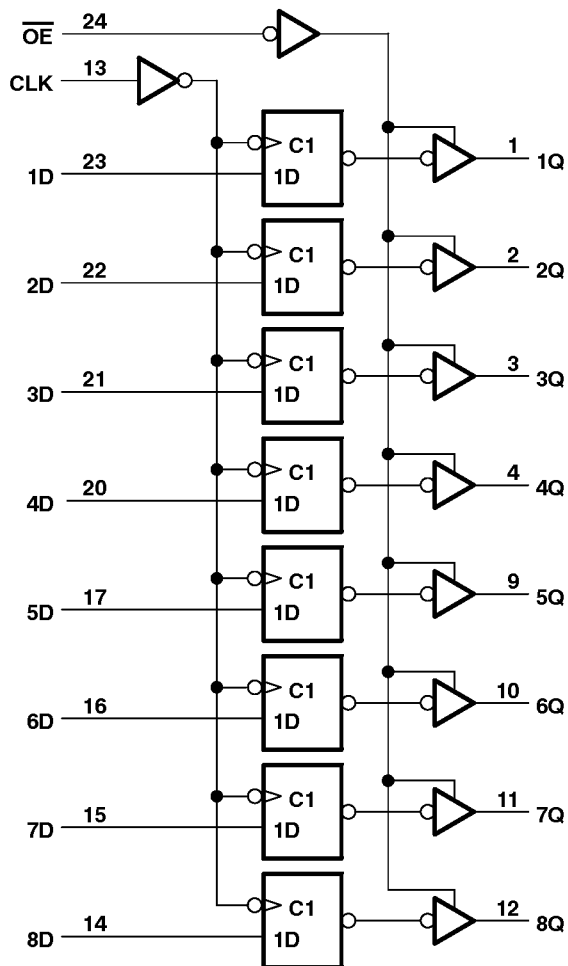 OE 24
CLK 13
C1 1 1Q
1D 23 1D
C1 2 2Q
2D 22 1D
C1 3 3Q
3D 21 1D
C1 4 4Q
4D 20 1D
C1 9 5Q
5D 17 1D
C1 10 6Q
6D 16 1D
C1 11 7Q
7D 15 1D
C1 12 8Q
8D 14 1D